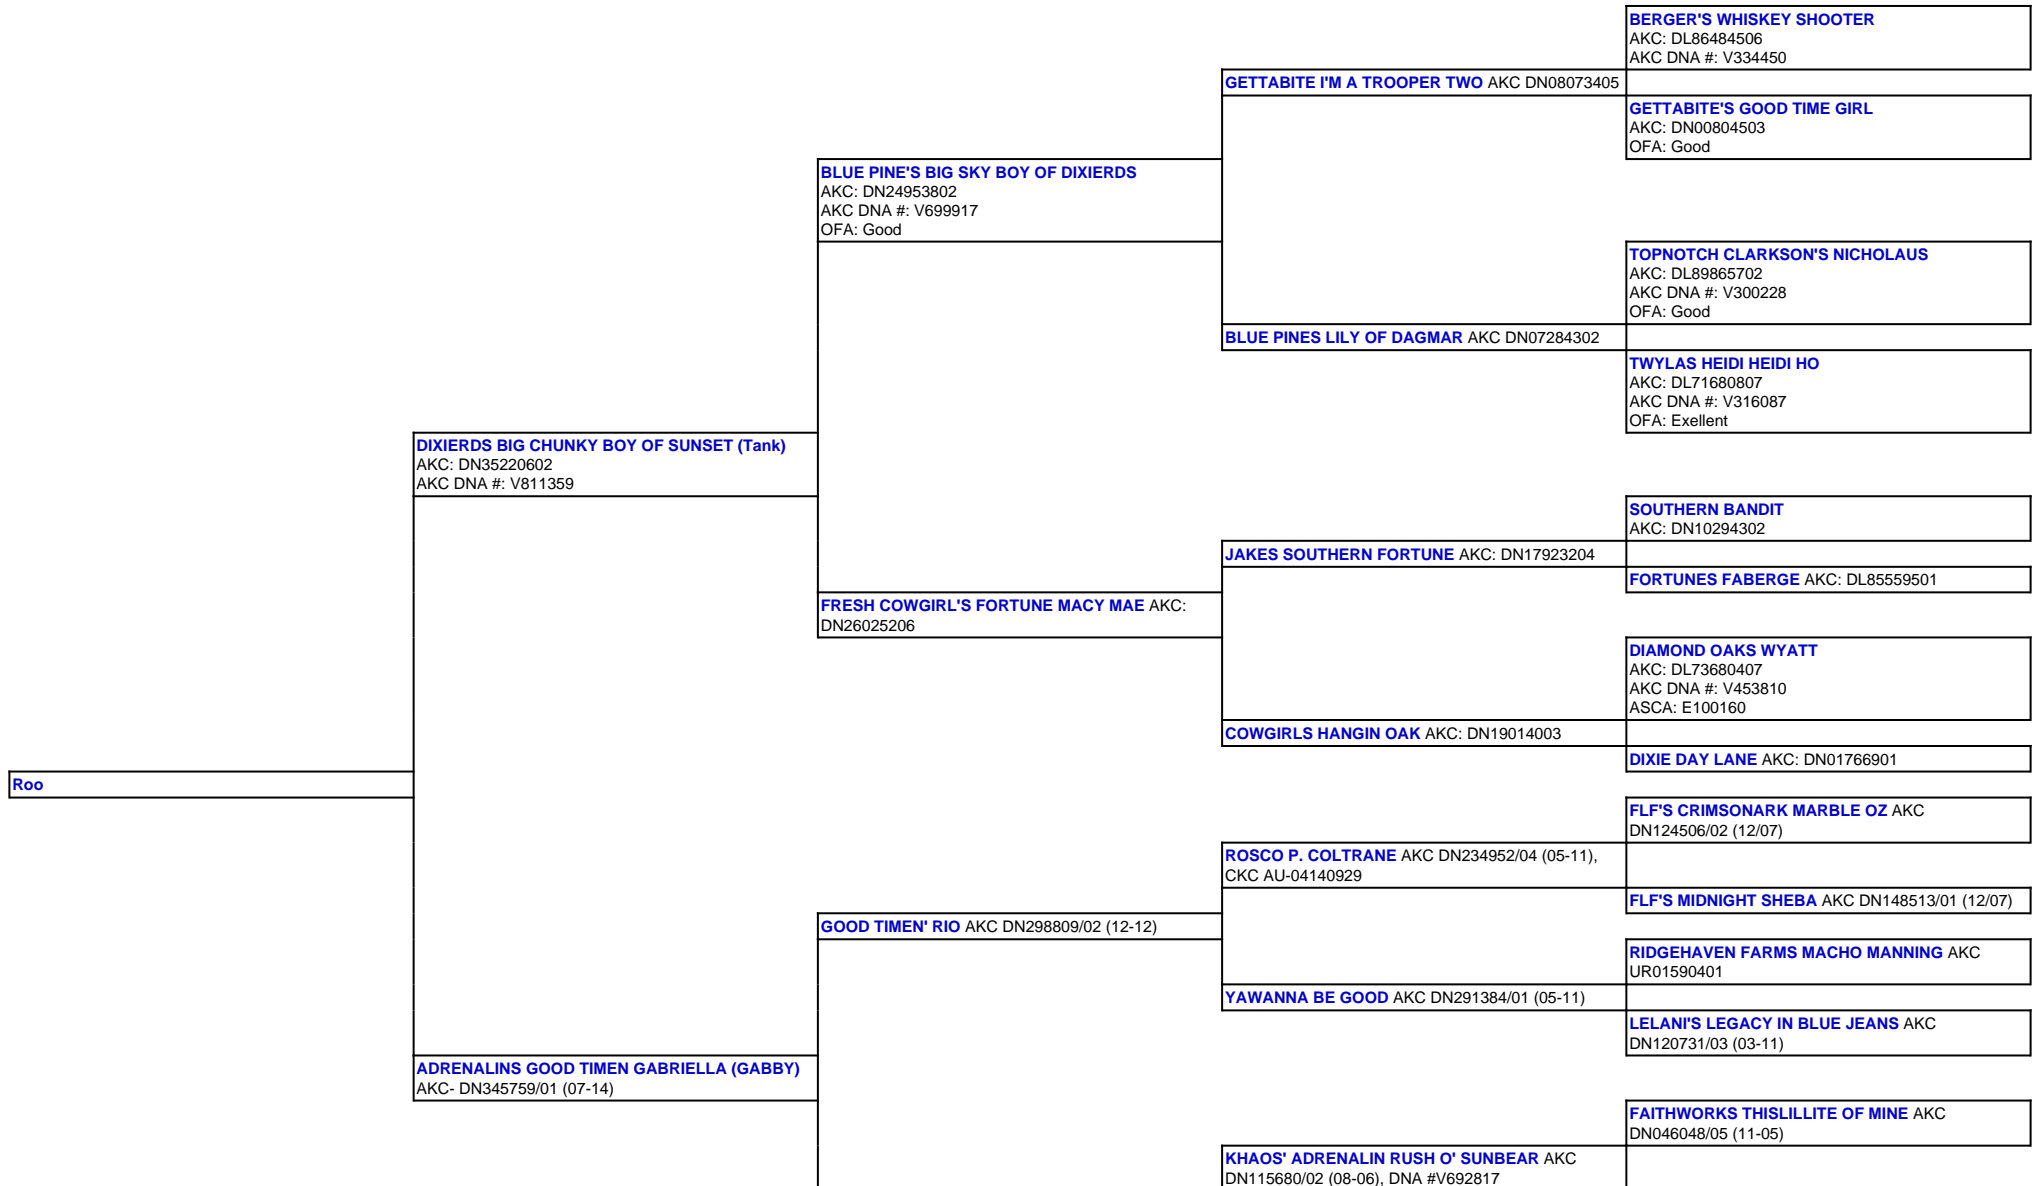 BERGER'S WHISKEY SHOOTER
AKC: DL86484506
AKC DNA #: V334450
GETTABITE I'M A TROOPER TWO AKC DN08073405
GETTABITE'S GOOD TIME GIRL
AKC: DN00804503
OFA: Good
BLUE PINE'S BIG SKY BOY OF DIXIERDS
AKC: DN24953802
AKC DNA #: V699917
OFA: Good
TOPNOTCH CLARKSON'S NICHOLAUS
AKC: DL89865702
AKC DNA #: V300228
OFA: Good
BLUE PINES LILY OF DAGMAR AKC DN07284302
TWYLAS HEIDI HEIDI HO
AKC: DL71680807
AKC DNA #: V316087
OFA: Exellent
DIXIERDS BIG CHUNKY BOY OF SUNSET (Tank)
AKC: DN35220602
AKC DNA #: V811359
SOUTHERN BANDIT
AKC: DN10294302
JAKES SOUTHERN FORTUNE AKC: DN17923204
FORTUNES FABERGE AKC: DL85559501
FRESH COWGIRL'S FORTUNE MACY MAE AKC:
DN26025206
DIAMOND OAKS WYATT
AKC: DL73680407
AKC DNA #: V453810
ASCA: E100160
COWGIRLS HANGIN OAK AKC: DN19014003
DIXIE DAY LANE AKC: DN01766901
Roo
FLF'S CRIMSONARK MARBLE OZ AKC
DN124506/02 (12/07)
ROSCO P. COLTRANE AKC DN234952/04 (05-11),
CKC AU-04140929
FLF'S MIDNIGHT SHEBA AKC DN148513/01 (12/07)
GOOD TIMEN' RIO AKC DN298809/02 (12-12)
RIDGEHAVEN FARMS MACHO MANNING AKC
UR01590401
YAWANNA BE GOOD AKC DN291384/01 (05-11)
LELANI'S LEGACY IN BLUE JEANS AKC
DN120731/03 (03-11)
ADRENALINS GOOD TIMEN GABRIELLA (GABBY)
AKC- DN345759/01 (07-14)
FAITHWORKS THISLILLITE OF MINE AKC
DN046048/05 (11-05)
KHAOS' ADRENALIN RUSH O' SUNBEAR AKC
DN115680/02 (08-06), DNA #V692817